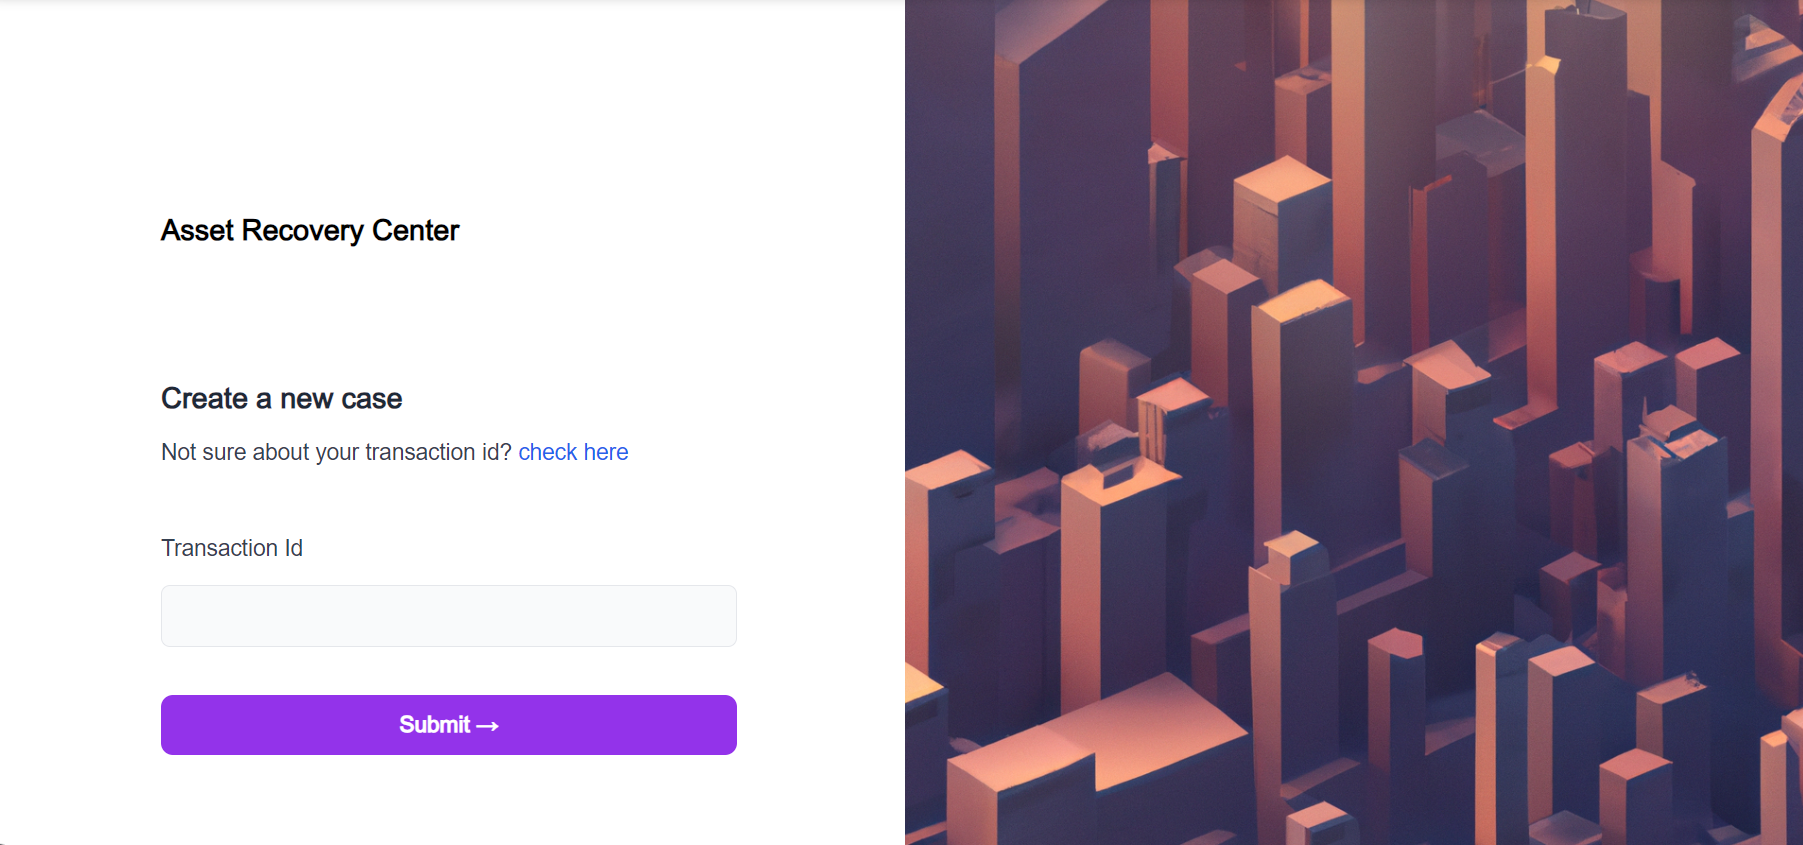 Asset Recovery Center
Create a new case
Not sure about your transaction id? check here
Transaction Id
Submit →